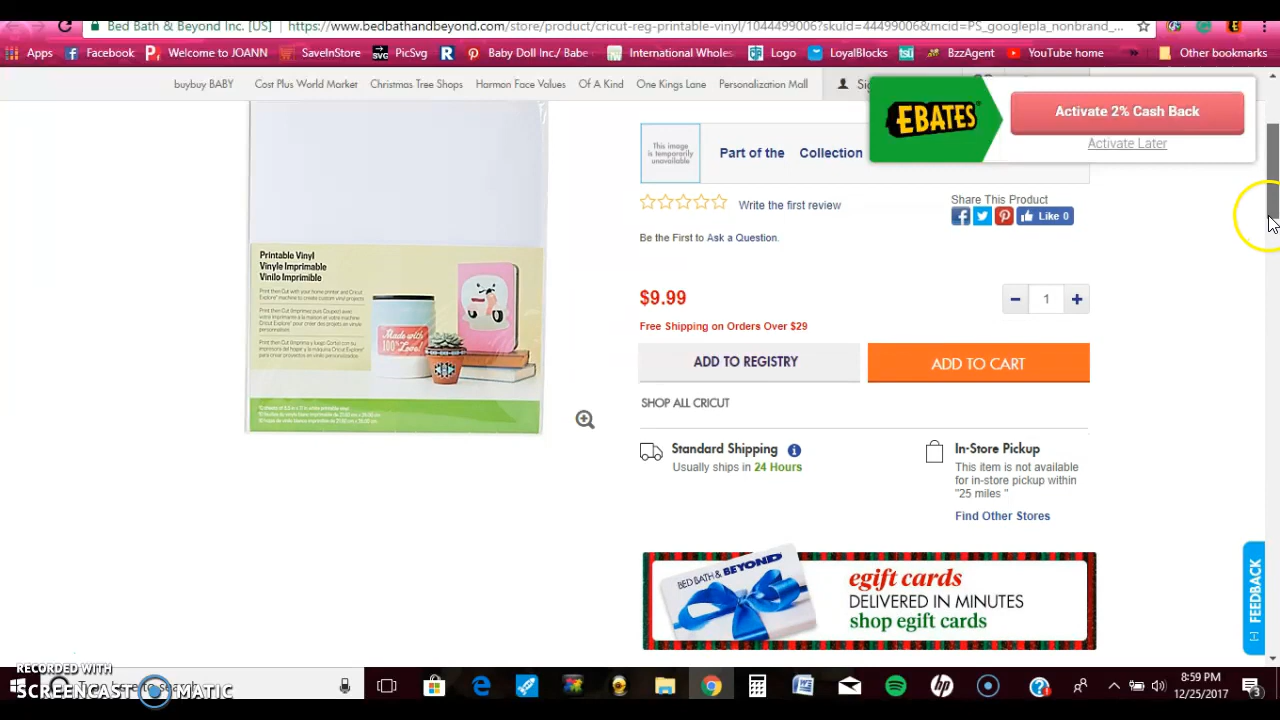 Bed Bath & Beyond Inc. [US] https://www.bedbathandbeyond.com/store/product/cricut-reg-printable-vinyl/1044499006?skuId=44499006&mcid=PS_googlepla_nonbrand_...
Apps Facebook Welcome to JOANN SaveInStore PicSvg Baby Doll Inc./ Babe International Wholes Logo LoyalBlocks BzzAgent YouTube home » Other bookmarks
buybuy BABY Cost Plus World Market Christmas Tree Shops Harmon Face Values Of A Kind One Kings Lane Personalization Mall
EBATES
Activate 2% Cash Back
Activate Later
This image is temporarily unavailable
Part of the Collection
Write the first review
Share This Product
Like 0
Be the First to Ask a Question.
Printable Vinyl
Vinyle Imprimable
Vinilo Imprimible
Made with
100% Love!
$9.99
1
Free Shipping on Orders Over $29
ADD TO REGISTRY
ADD TO CART
SHOP ALL CRICUT
Standard Shipping
Usually ships in 24 Hours
In-Store Pickup
This item is not available
for in-store pickup within
"25 miles "
Find Other Stores
BED BATH & BEYOND
egift cards
DELIVERED IN MINUTES
shop egift cards
FEEDBACK
RECORDED WITH
SCREENCAST MATIC
hp
8:59 PM
12/25/2017
3